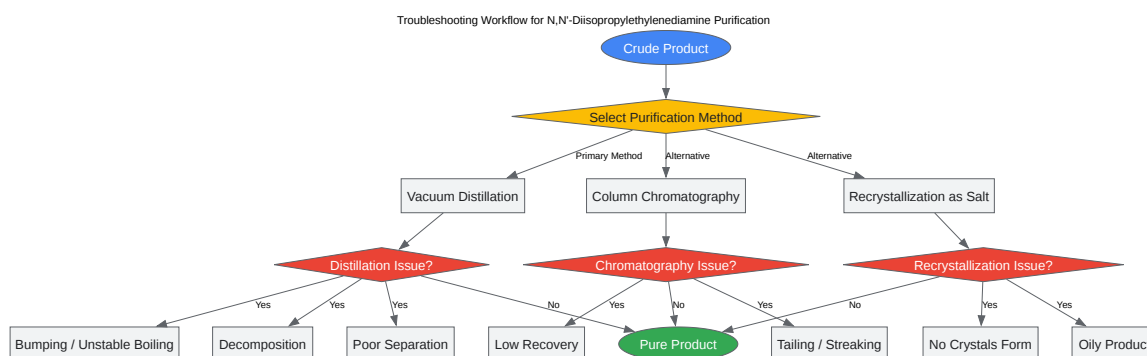 Troubleshooting Workflow for N,N'-Diisopropylethylenediamine Purification
Crude Product
Select Purification Method
Primary Method
Alternative
Alternative
Vacuum Distillation
Column Chromatography
Recrystallization as Salt
Distillation Issue?
Chromatography Issue?
Recrystallization Issue?
Yes
Yes
Yes
No
Yes
No
Yes
No
Yes
Yes
Bumping / Unstable Boiling
Decomposition
Poor Separation
Low Recovery
Pure Product
Tailing / Streaking
No Crystals Form
Oily Product